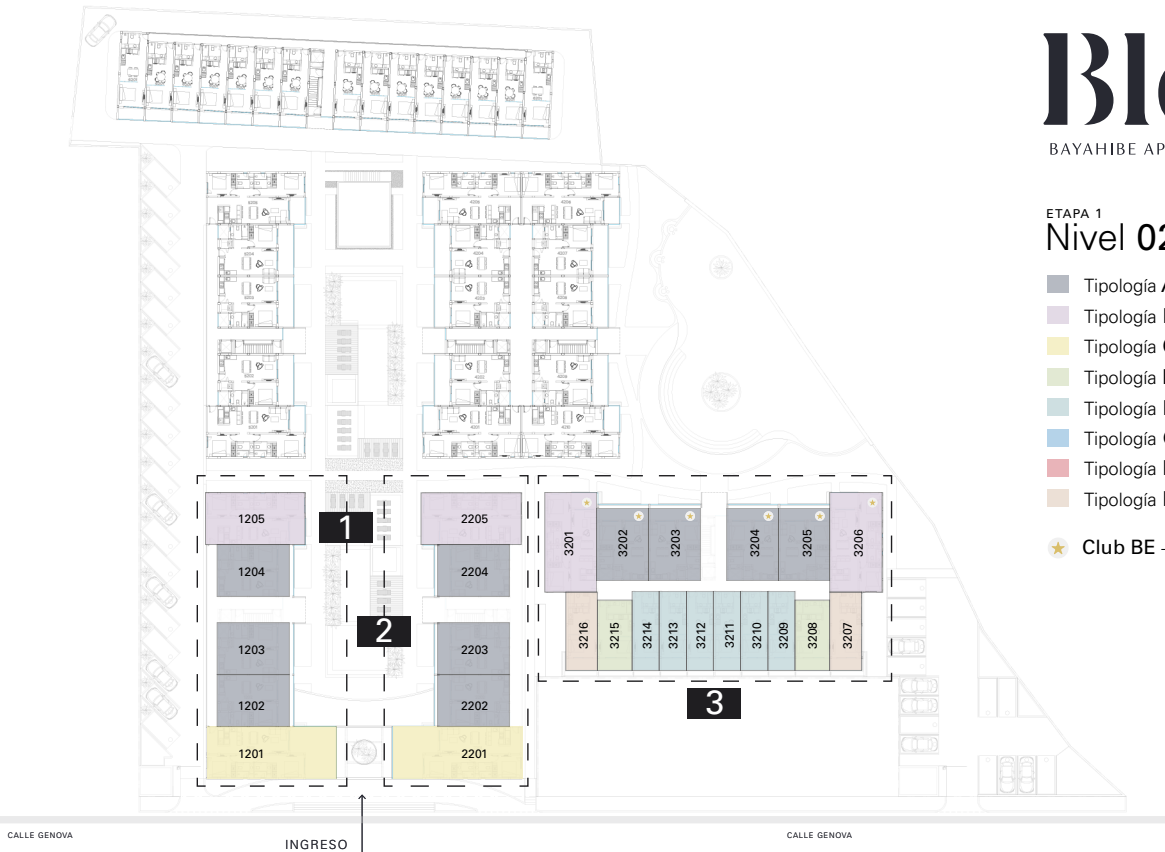 BAYAHIBE AP
ETAPA 1
Nivel 02
Tipología A
Tipología
Tipología
Tipología
Tipología
Tipología
Tipología
Tipología
Club BE -
1205
1
2205
1204
2204
1203
2
2203
1202
2202
1201
2201
3201
3202
3203
3204
3205
3206
3216
3215
3214
3213
3212
3211
3210
3209
3208
3207
3
CALLE GENOVA
INGRESO
CALLE GENOVA